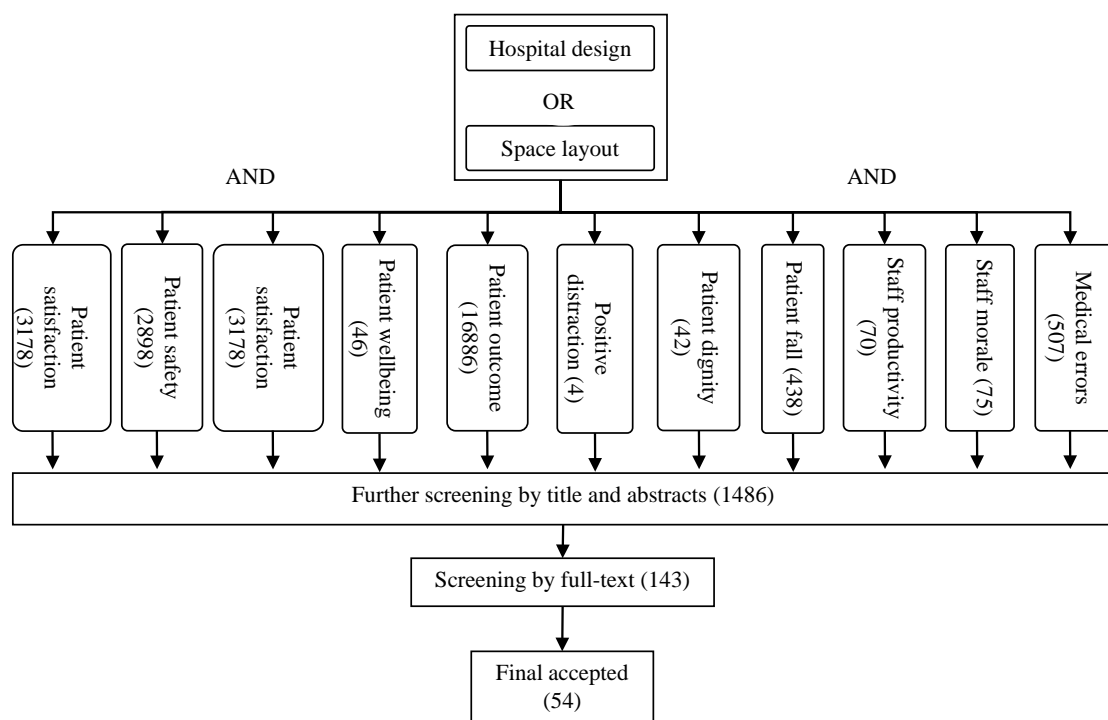 Hospital design
OR
Space layout
AND
AND
Patient
satisfaction
(3178)
Patient safety
(2898)
Patient
satisfaction
(3178)
Patient wellbeing
(46)
Patient outcome
(16886)
Positive
distraction (4)
Patient dignity
(42)
Patient fall (438)
Staff productivity
(70)
Staff morale (75)
Medical errors
(507)
Further screening by title and abstracts (1486)
Screening by full-text (143)
Final accepted
(54)